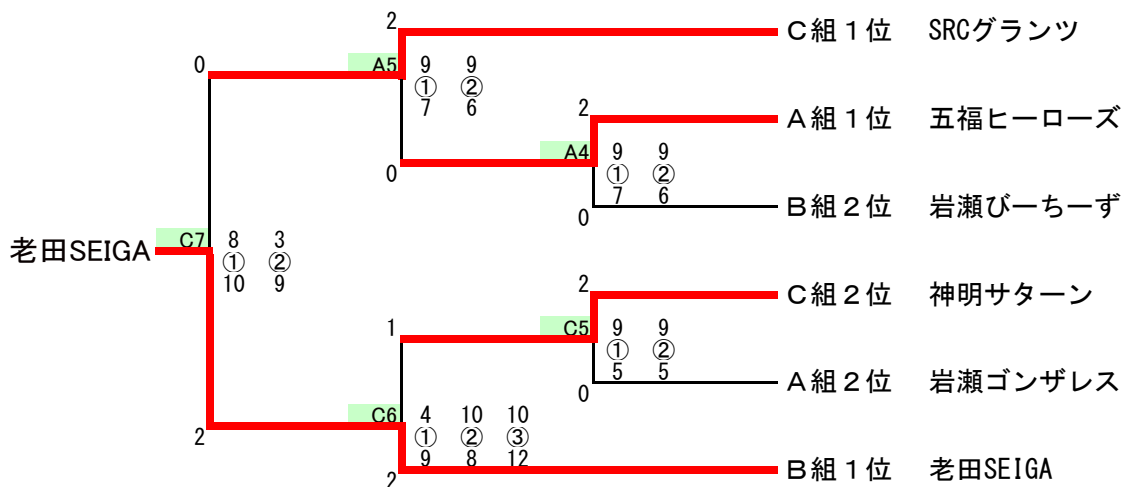 2
C組1位 SRCグランツ
0
A5 9 9
① ②
7 6
2
A組1位 五福ヒーローズ
A4 9 9
① ②
7 6
0
0
B組2位 岩瀬びーちーず
老田SEIGA
C7 8 3
① ②
10 9
2
C組2位 神明サターン
1
C5 9 9
① ②
5 5
0
A組2位 岩瀬ゴンザレス
C6 4 10 10
① ② ③
9 8 12
2
2
B組1位 老田SEIGA